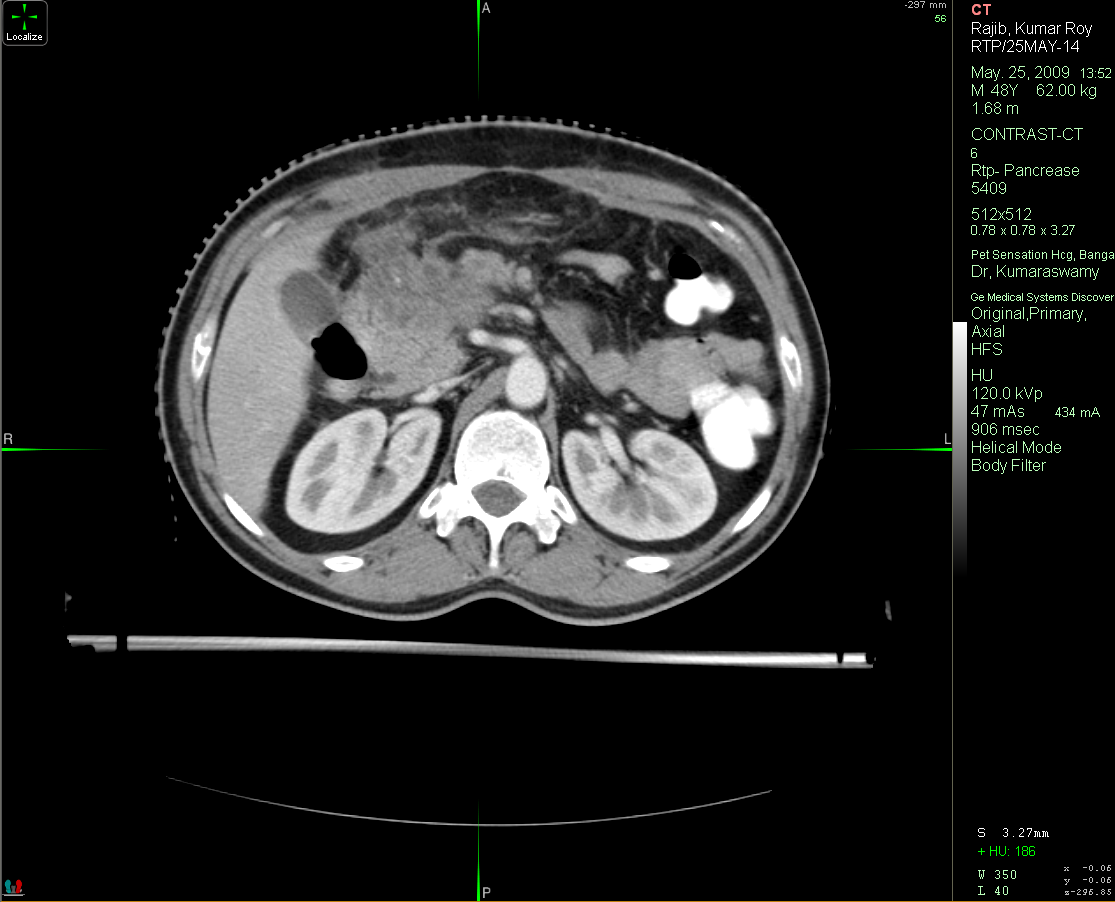 Localize
A
-297 mm
56
R
L
P
CT
Rajib, Kumar Roy
RTP/25MAY-14
May. 25, 2009 13:52
M 48Y 62.00 kg
1.68 m
CONTRAST-CT
6
Rtp- Pancrease
5409
512x512
0.78 x 0.78 x 3.27
Pet Sensation Hcg, Banga
Dr, Kumaraswamy
Ge Medical Systems Discover
Original,Primary,
Axial
HFS
HU
120.0 kVp
47 mAs 434 mA
906 msec
Helical Mode
Body Filter
S 3.27mm
+ HU: 186
W 350
L 40
x -0.06
y -0.06
z-296.85